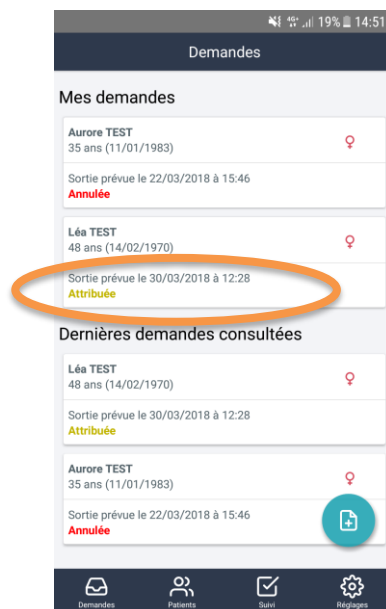 4G+ 19% 14:51
Demandes
Mes demandes
Aurore TEST
35 ans (11/01/1983)
Sortie prévue le 22/03/2018 à 15:46
Annulée
Léa TEST
48 ans (14/02/1970)
Sortie prévue le 30/03/2018 à 12:28
Attribuée
Dernières demandes consultées
Léa TEST
48 ans (14/02/1970)
Sortie prévue le 30/03/2018 à 12:28
Attribuée
Aurore TEST
35 ans (11/01/1983)
Sortie prévue le 22/03/2018 à 15:46
Annulée
Demandes Patients Suivi Réglages